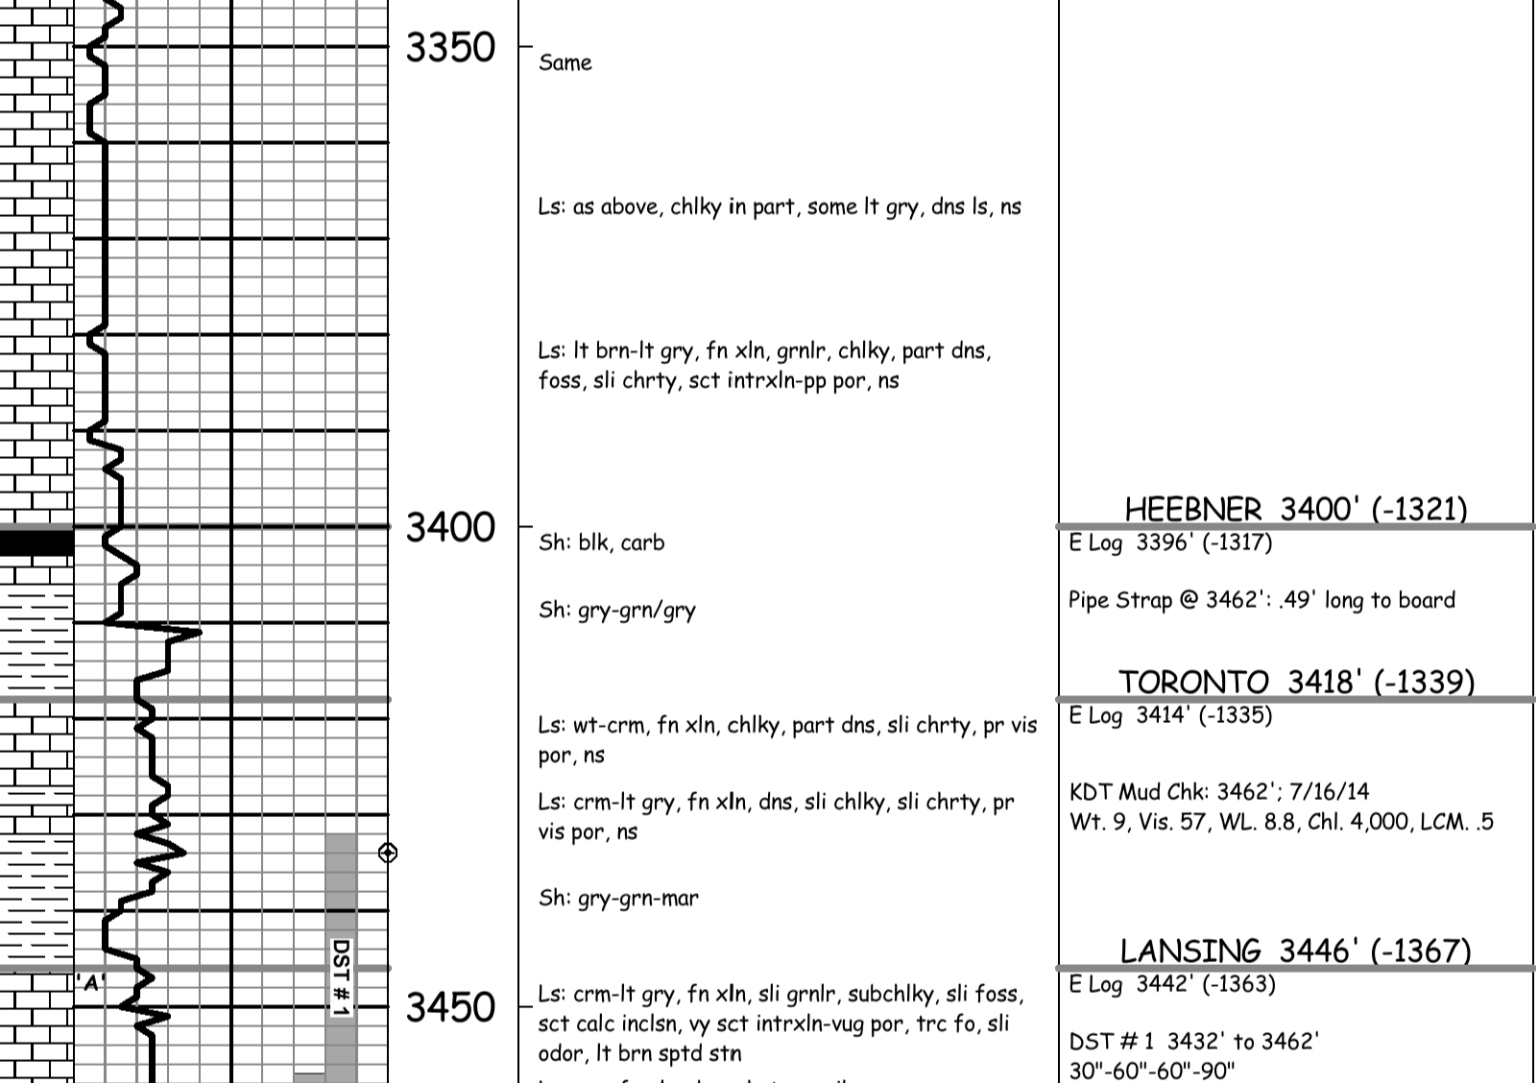 3350
Same
Ls: as above, chlky in part, some lt gry, dns ls, ns
Ls: lt brn-lt gry, fn xln, grnlr, chlky, part dns,
foss, sli chrty, sct intrxln-pp por, ns
HEEBNER 3400' (-1321)
3400
Sh: blk, carb
E Log 3396' (-1317)
Sh: gry-grn/gry
Pipe Strap @ 3462': .49' long to board
TORONTO 3418' (-1339)
E Log 3414' (-1335)
Ls: wt-crm, fn xln, chlky, part dns, sli chrty, pr vis
por, ns
Ls: crm-lt gry, fn xln, dns, sli chlky, sli chrty, pr
vis por, ns
KDT Mud Chk: 3462'; 7/16/14
Wt. 9, Vis. 57, WL. 8.8, Chl. 4,000, LCM. .5
Sh: gry-grn-mar
LANSING 3446' (-1367)
E Log 3442' (-1363)
'A'
DST # 1
3450
Ls: crm-lt gry, fn xln, sli grnlr, subchlky, sli foss,
sct calc inclsn, vy sct intrxln-vug por, trc fo, sli
odor, lt brn sptd stn
DST # 1 3432' to 3462'
30"-60"-60"-90"